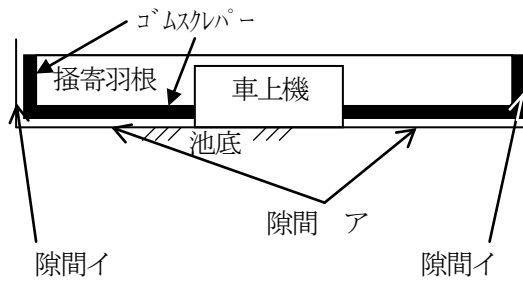 ｺﾞﾑｽｸﾚﾊﾟｰ
掻寄羽根
車上機
池底
隙間　ア
隙間イ
隙間イ